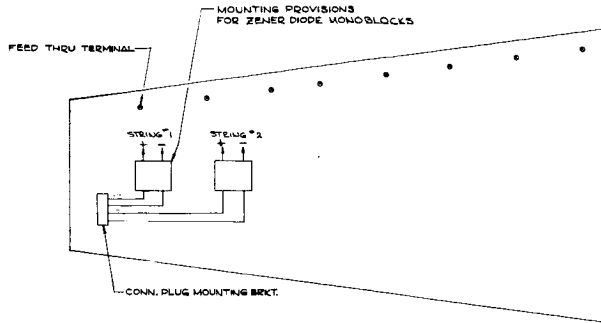 MOUNTING PROVISIONS
FOR ZENER DIODE MONOBLOCKS
FEED THRU TERMINAL
STRING #1
STRING #2
+ -
+ -
CONN. PLUG MOUNTING BRKT.